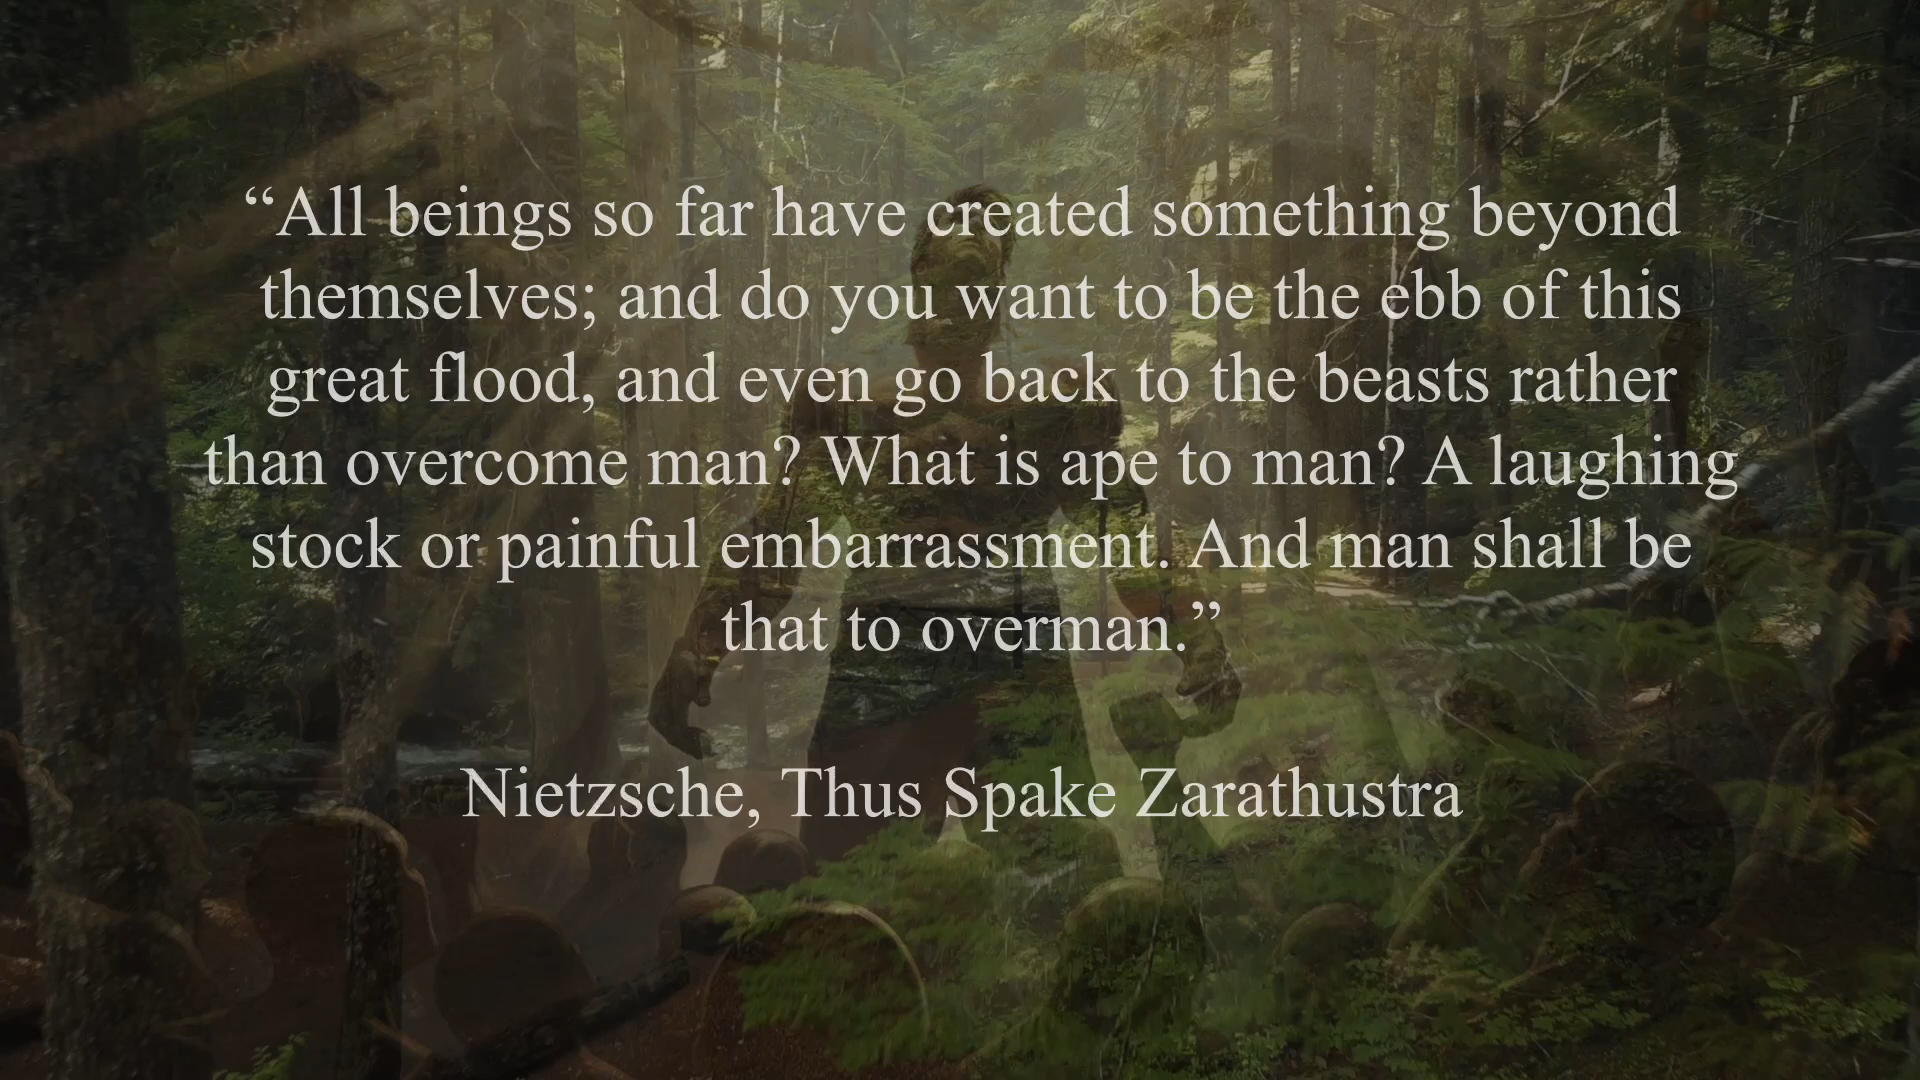 “All beings so far have created something beyond
themselves; and do you want to be the ebb of this
great flood, and even go back to the beasts rather
than overcome man? What is ape to man? A laughing
stock or painful embarrassment. And man shall be
that to overman.”
Nietzsche, Thus Spake Zarathustra